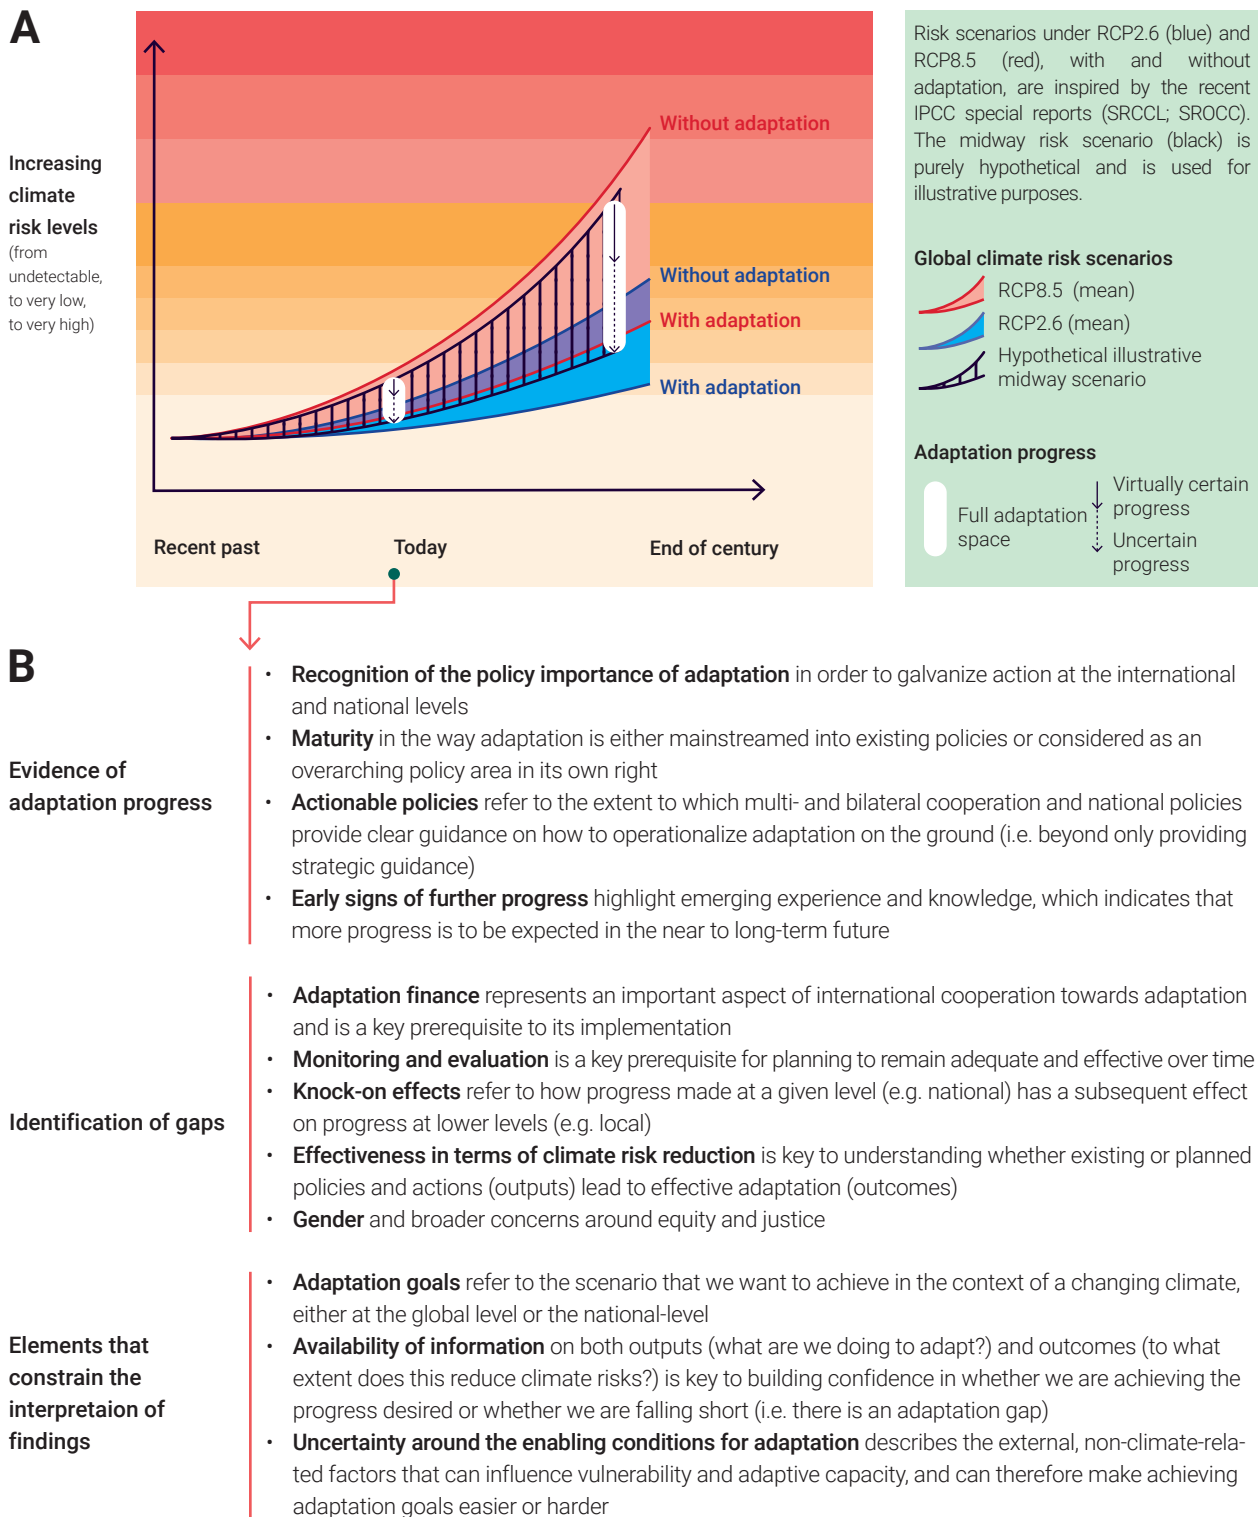 A
Increasing
climate
risk levels
(from
undetectable,
to very low,
to very high)
Without adaptation
Without adaptation
With adaptation
With adaptation
Recent past
Today
End of century
Risk scenarios under RCP2.6 (blue) and
RCP8.5 (red), with and without
adaptation, are inspired by the recent
IPCC special reports (SRCCL; SROCC).
The midway risk scenario (black) is
purely hypothetical and is used for
illustrative purposes.
Global climate risk scenarios
RCP8.5 (mean)
RCP2.6 (mean)
Hypothetical illustrative
midway scenario
Adaptation progress
Full adaptation
space
Virtually certain
progress
Uncertain
progress
B
Evidence of
adaptation progress
• Recognition of the policy importance of adaptation in order to galvanize action at the international
and national levels
• Maturity in the way adaptation is either mainstreamed into existing policies or considered as an
overarching policy area in its own right
• Actionable policies refer to the extent to which multi- and bilateral cooperation and national policies
provide clear guidance on how to operationalize adaptation on the ground (i.e. beyond only providing
strategic guidance)
• Early signs of further progress highlight emerging experience and knowledge, which indicates that
more progress is to be expected in the near to long-term future
Identification of gaps
• Adaptation finance represents an important aspect of international cooperation towards adaptation
and is a key prerequisite to its implementation
• Monitoring and evaluation is a key prerequisite for planning to remain adequate and effective over time
• Knock-on effects refer to how progress made at a given level (e.g. national) has a subsequent effect
on progress at lower levels (e.g. local)
• Effectiveness in terms of climate risk reduction is key to understanding whether existing or planned
policies and actions (outputs) lead to effective adaptation (outcomes)
• Gender and broader concerns around equity and justice
Elements that
constrain the
interpretaion of
findings
• Adaptation goals refer to the scenario that we want to achieve in the context of a changing climate,
either at the global level or the national-level
• Availability of information on both outputs (what are we doing to adapt?) and outcomes (to what
extent does this reduce climate risks?) is key to building confidence in whether we are achieving the
progress desired or whether we are falling short (i.e. there is an adaptation gap)
• Uncertainty around the enabling conditions for adaptation describes the external, non-climate-rela-
ted factors that can influence vulnerability and adaptive capacity, and can therefore make achieving
adaptation goals easier or harder